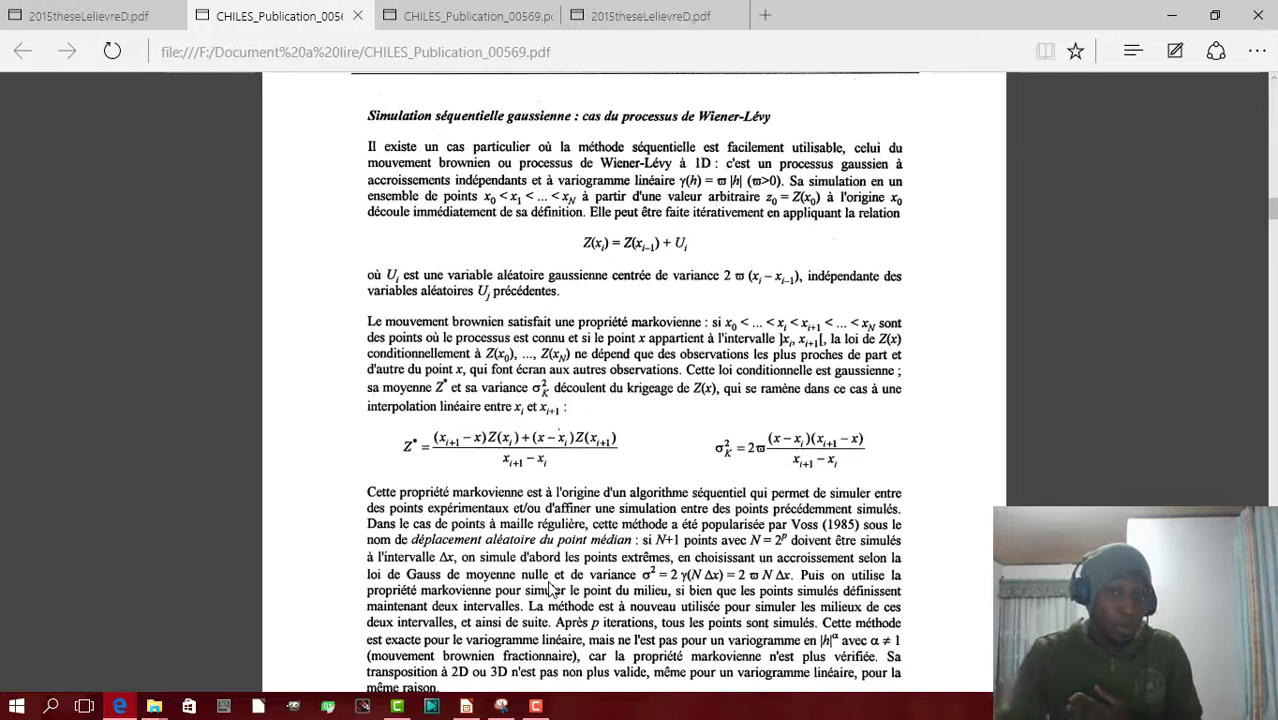 2015theseLelievreD.pdf
CHILES_Publication_0056
CHILES_Publication_00569.pc
2015theseLelievreD.pdf
file:///F:/Document%20a%20lire/CHILES_Publication_00569.pdf
Simulation séquentielle gaussienne : cas du processus de Wiener-Lévy
Il existe un cas particulier où la méthode séquentielle est facilement utilisable, celui du
mouvement brownien ou processus de Wiener-Lévy à 1D : c'est un processus gaussien à
accroissements indépendants et à variogramme linéaire γ(h) = ϖ |h| (ϖ>0). Sa simulation en un
ensemble de points x₀ < x₁ < ... < x_N à partir d'une valeur arbitraire z₀ = Z(x₀) à l'origine x₀
découle immédiatement de sa définition. Elle peut être faite itérativement en appliquant la relation
Z(xᵢ) = Z(xᵢ₋₁) + Uᵢ
où Uᵢ est une variable aléatoire gaussienne centrée de variance 2 ϖ (xᵢ – xᵢ₋₁), indépendante des
variables aléatoires Uⱼ précédentes.
Le mouvement brownien satisfait une propriété markovienne : si x₀ < ... < xᵢ < xᵢ₊₁ < ... < x_N sont
des points où le processus est connu et si le point x appartient à l'intervalle ]xᵢ, xᵢ₊₁[, la loi de Z(x)
conditionnellement à Z(x₀), ..., Z(x_N) ne dépend que des observations les plus proches de part et
d'autre du point x, qui font écran aux autres observations. Cette loi conditionnelle est gaussienne ;
sa moyenne Z* et sa variance σ²_K découlent du krigeage de Z(x), qui se ramène dans ce cas à une
interpolation linéaire entre xᵢ et xᵢ₊₁ :
Z* = ((xᵢ₊₁ – x) Z(xᵢ) + (x – xᵢ) Z(xᵢ₊₁)) / (xᵢ₊₁ – xᵢ) σ²_K = 2ϖ (x – xᵢ)(xᵢ₊₁ – x) / (xᵢ₊₁ – xᵢ)
Cette propriété markovienne est à l'origine d'un algorithme séquentiel qui permet de simuler entre
des points expérimentaux et/ou d'affiner une simulation entre des points précédemment simulés.
Dans le cas de points à maille régulière, cette méthode a été popularisée par Voss (1985) sous le
nom de déplacement aléatoire du point médian : si N+1 points avec N = 2ᵖ doivent être simulés
à l'intervalle Δx, on simule d'abord les points extrêmes, en choisissant un accroissement selon la
loi de Gauss de moyenne nulle et de variance σ² = 2 γ(N Δx) = 2 ϖ N Δx. Puis on utilise la
propriété markovienne pour simuler le point du milieu, si bien que les points simulés définissent
maintenant deux intervalles. La méthode est à nouveau utilisée pour simuler les milieux de ces
deux intervalles, et ainsi de suite. Après p iterations, tous les points sont simulés. Cette méthode
est exacte pour le variogramme linéaire, mais ne l'est pas pour un variogramme en |h|^α avec α ≠ 1
(mouvement brownien fractionnaire), car la propriété markovienne n'est plus vérifiée. Sa
transposition à 2D ou 3D n'est pas non plus valide, même pour un variogramme linéaire, pour la
même raison.